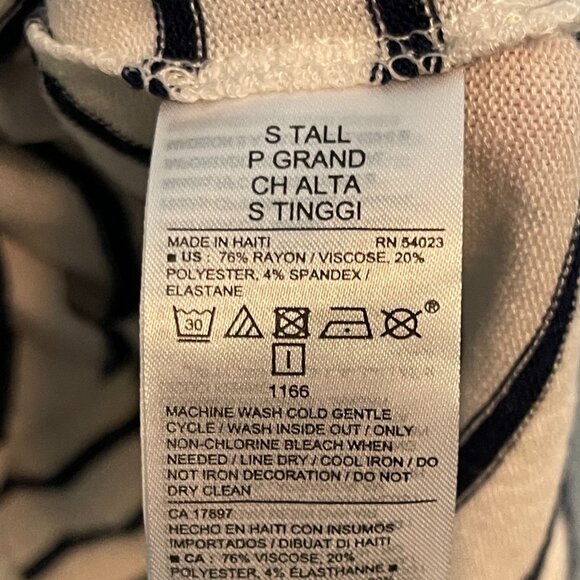 S TALL
P GRAND
CH ALTA
S TINGGI
MADE IN HAITI RN 54023
■ US : 76% RAYON / VISCOSE, 20%
POLYESTER, 4% SPANDEX /
ELASTANE
30
®
I
1166
MACHINE WASH COLD GENTLE
CYCLE / WASH INSIDE OUT / ONLY
NON-CHLORINE BLEACH WHEN
NEEDED / LINE DRY / COOL IRON / DO
NOT IRON DECORATION / DO NOT
DRY CLEAN
CA 17897
HECHO EN HAITI CON INSUMOS
IMPORTADOS / DIBUAT DI HAITI
■ CA : 76% VISCOSE, 20%
POLYESTER, 4% ÉLASTHANNE